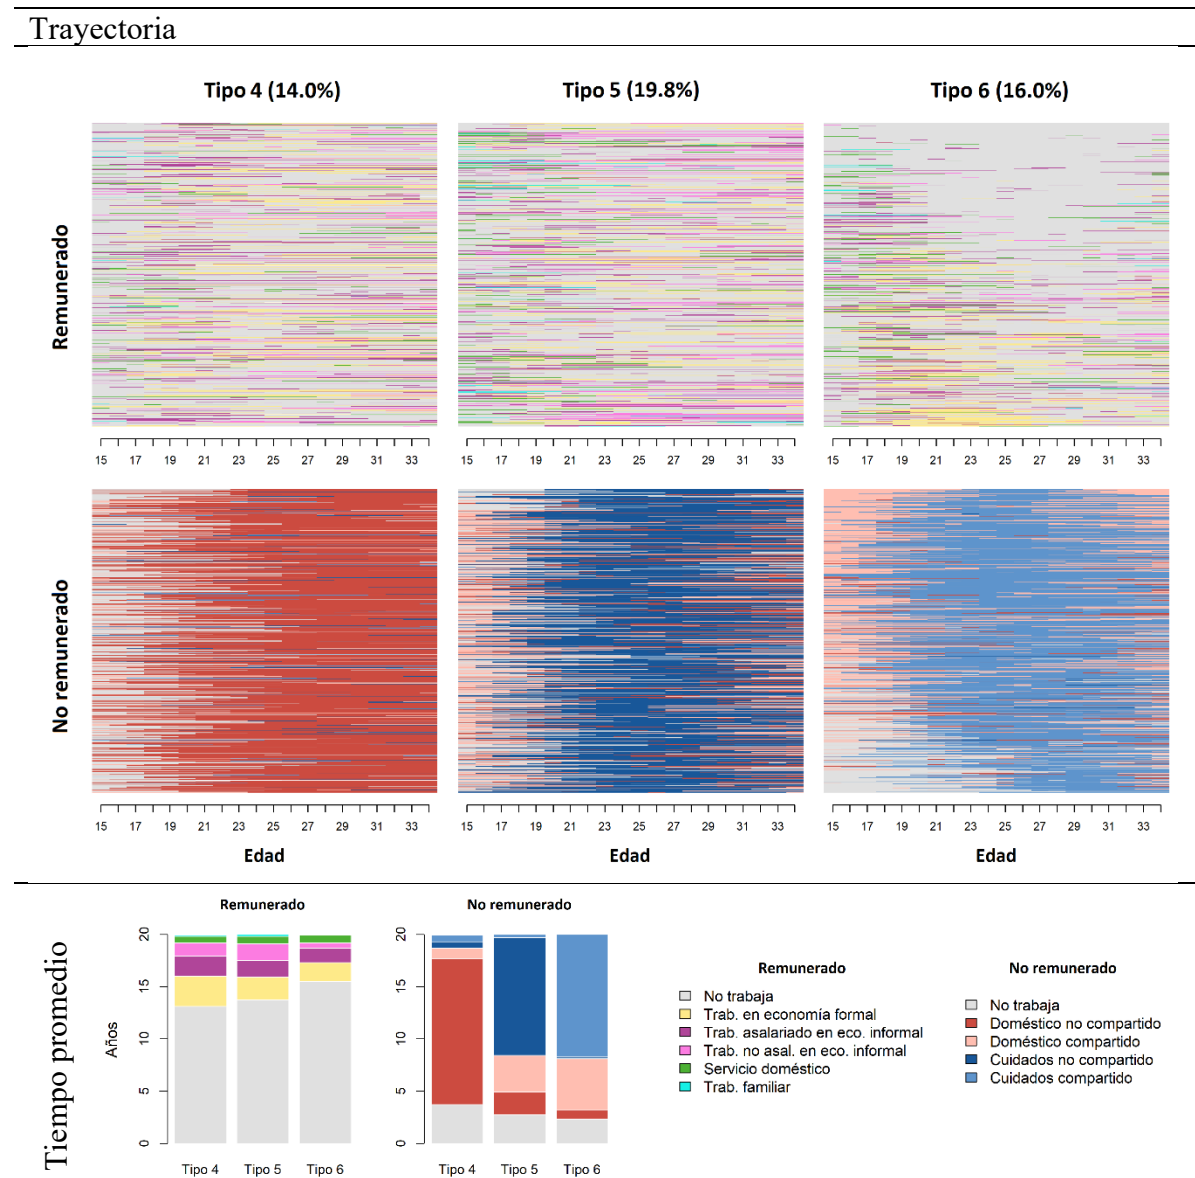 Trayectoria
Tipo 4 (14.0%)
Tipo 5 (19.8%)
Tipo 6 (16.0%)
Remunerado
15 17 19 21 23 25 27 29 31 33
15 17 19 21 23 25 27 29 31 33
15 17 19 21 23 25 27 29 31 33
No remunerado
15 17 19 21 23 25 27 29 31 33
15 17 19 21 23 25 27 29 31 33
15 17 19 21 23 25 27 29 31 33
Edad
Edad
Edad
Tiempo promedio
Remunerado
Años
20
15
10
5
0
Tipo 4 Tipo 5 Tipo 6
No remunerado
20
15
10
5
0
Tipo 4 Tipo 5 Tipo 6
Remunerado
No trabaja
Trab. en economía formal
Trab. asalariado en eco. informal
Trab. no asal. en eco. informal
Servicio doméstico
Trab. familiar
No remunerado
No trabaja
Doméstico no compartido
Doméstico compartido
Cuidados no compartido
Cuidados compartido